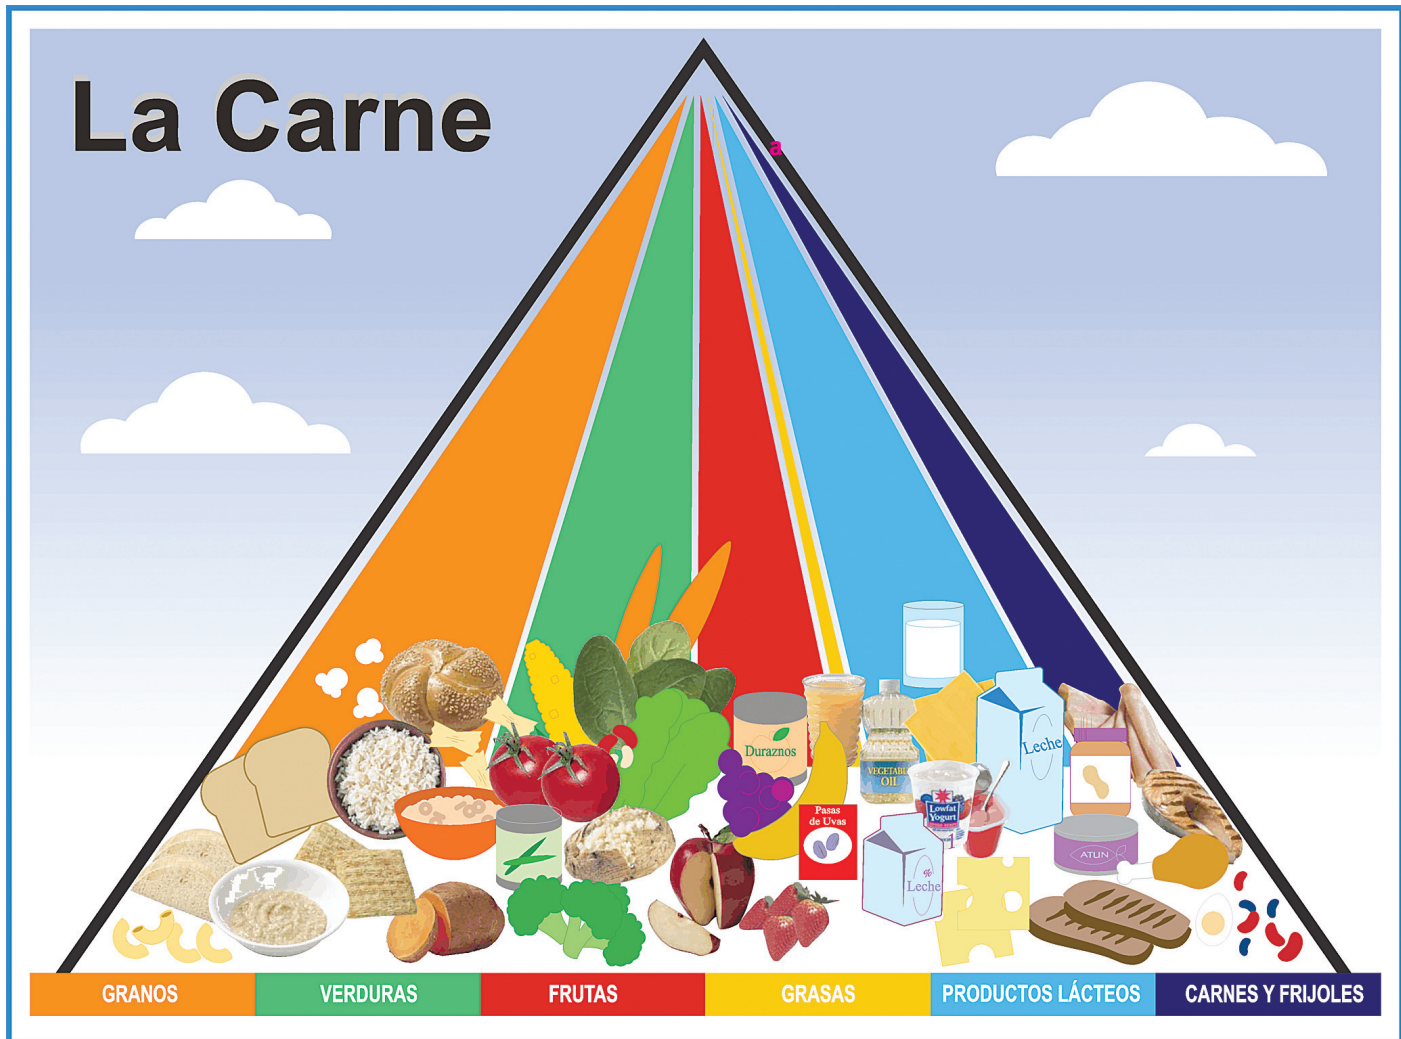 La Carne
a
Duraznos
VEGETABLE
OIL
Leche
Lowfat
Yogurt
Pasas
de Uvas
ATUN
%
Leche
GRANOS
VERDURAS
FRUTAS
GRASAS
PRODUCTOS LÁCTEOS
CARNES Y FRIJOLES